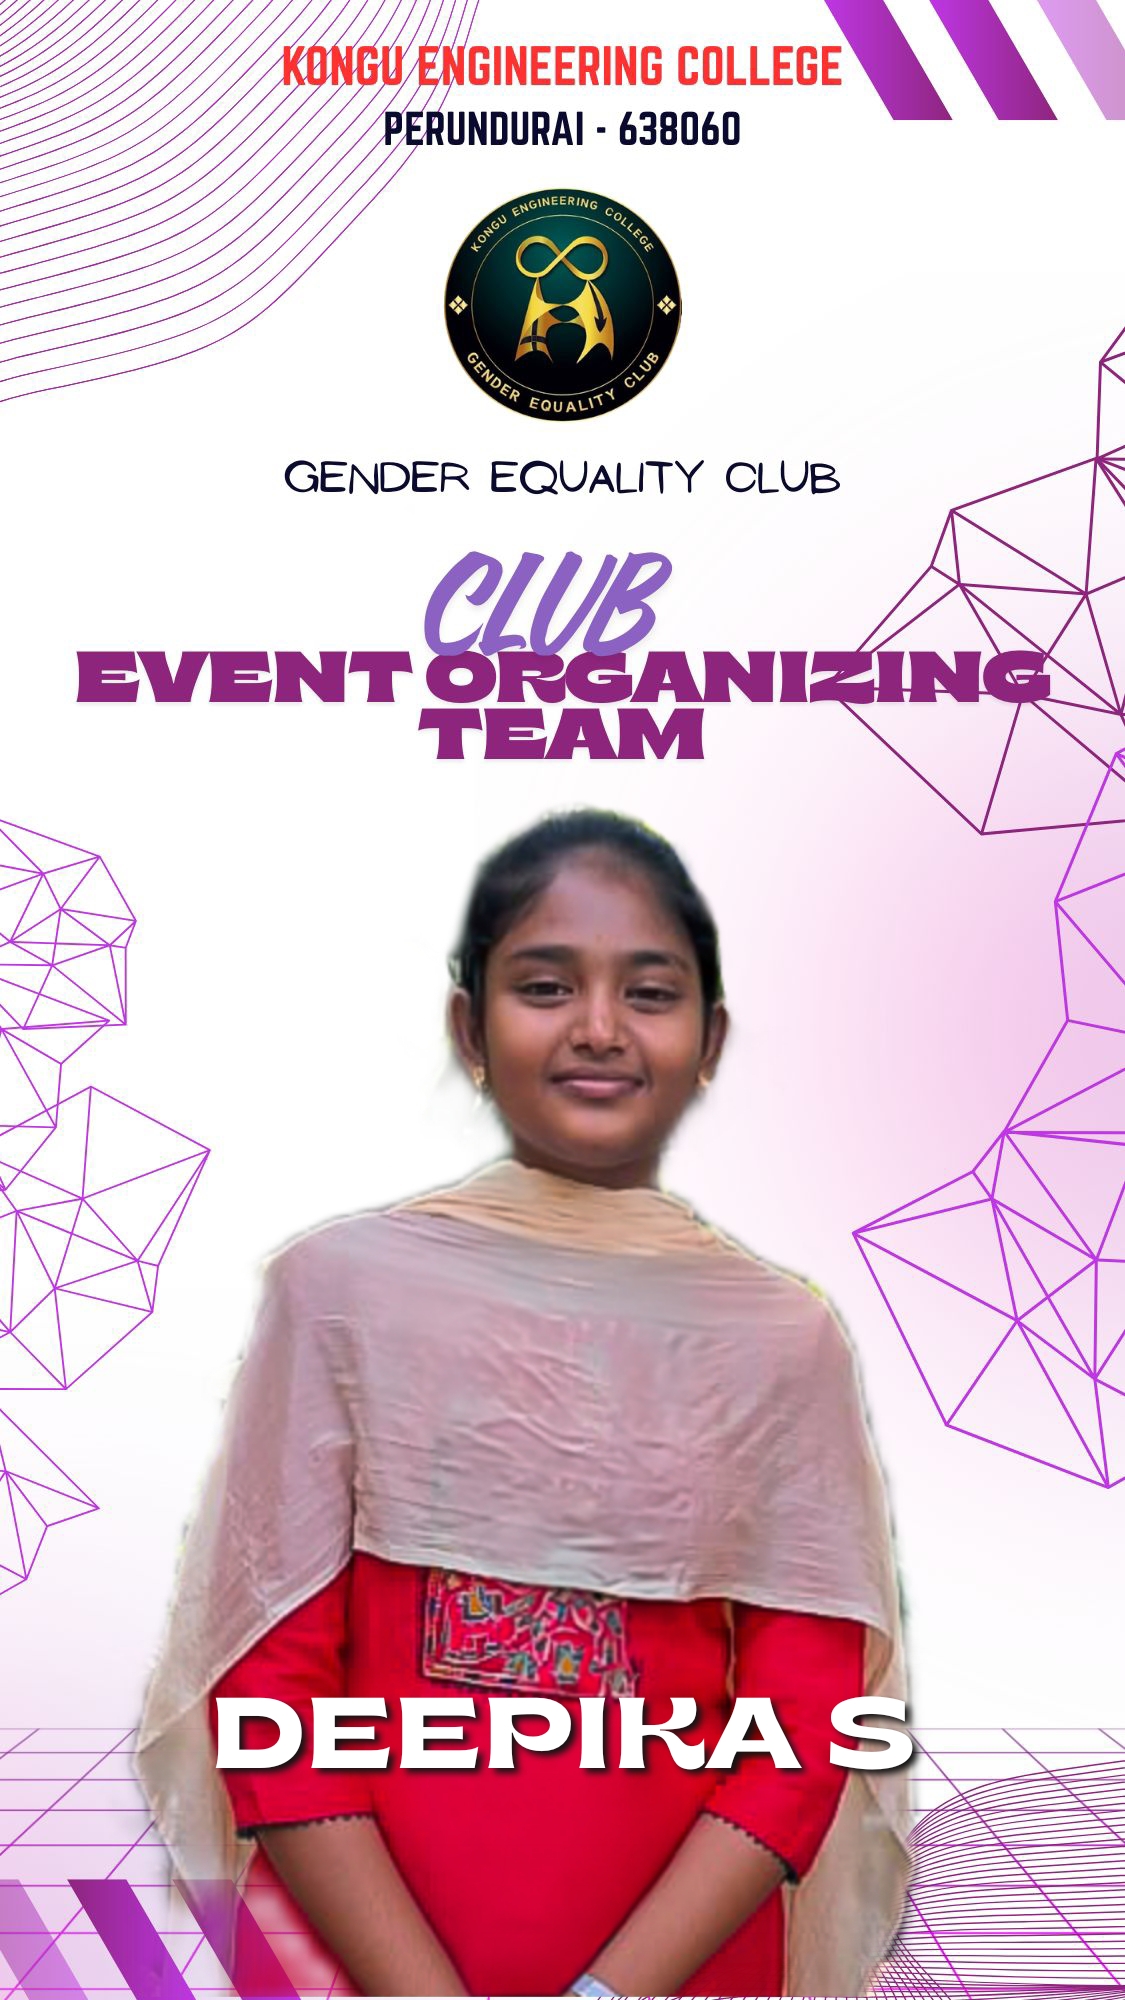 KONGU ENGINEERING COLLEGE
PERUNDURAI - 638060
KONGU ENGINEERING COLLEGE
GENDER EQUALITY CLUB
GENDER EQUALITY CLUB
CLUB
EVENT ORGANIZING
TEAM
DEEPIKA S